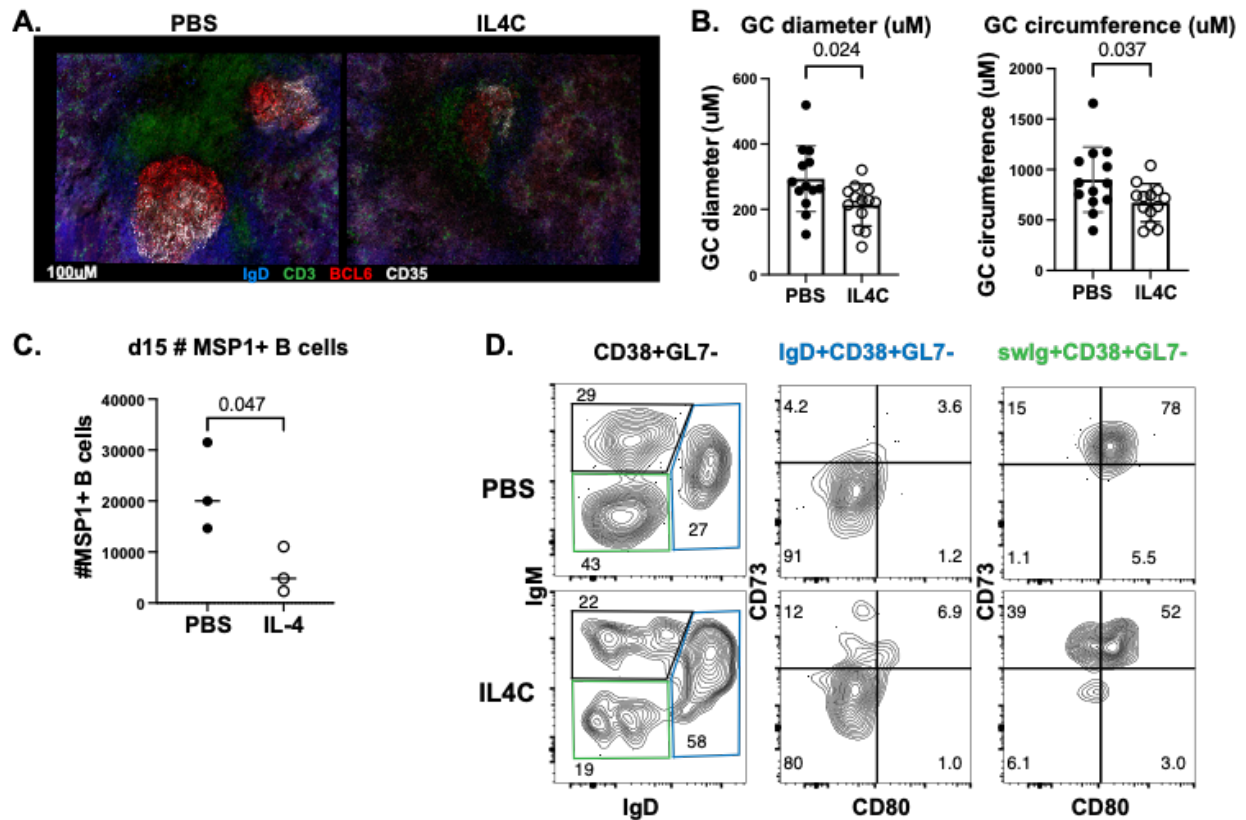 A.
PBS
IL4C
100uM
IgD CD3 BCL6 CD35
B.
GC diameter (uM)
0.024
GC diameter (uM)
600
400
200
0
PBS
IL4C
GC circumference (uM)
0.037
GC circumference (uM)
2000
1500
1000
500
0
PBS
IL4C
C.
d15 # MSP1+ B cells
0.047
#MSP1+ B cells
40000
30000
20000
10000
0
PBS
IL-4
D.
CD38+GL7-
IgD+CD38+GL7-
swIg+CD38+GL7-
PBS
29
27
43
4.2
3.6
91
1.2
15
78
1.1
5.5
IgM
CD73
CD73
IL4C
22
58
19
12
6.9
80
1.0
39
52
6.1
3.0
IgD
CD80
CD80